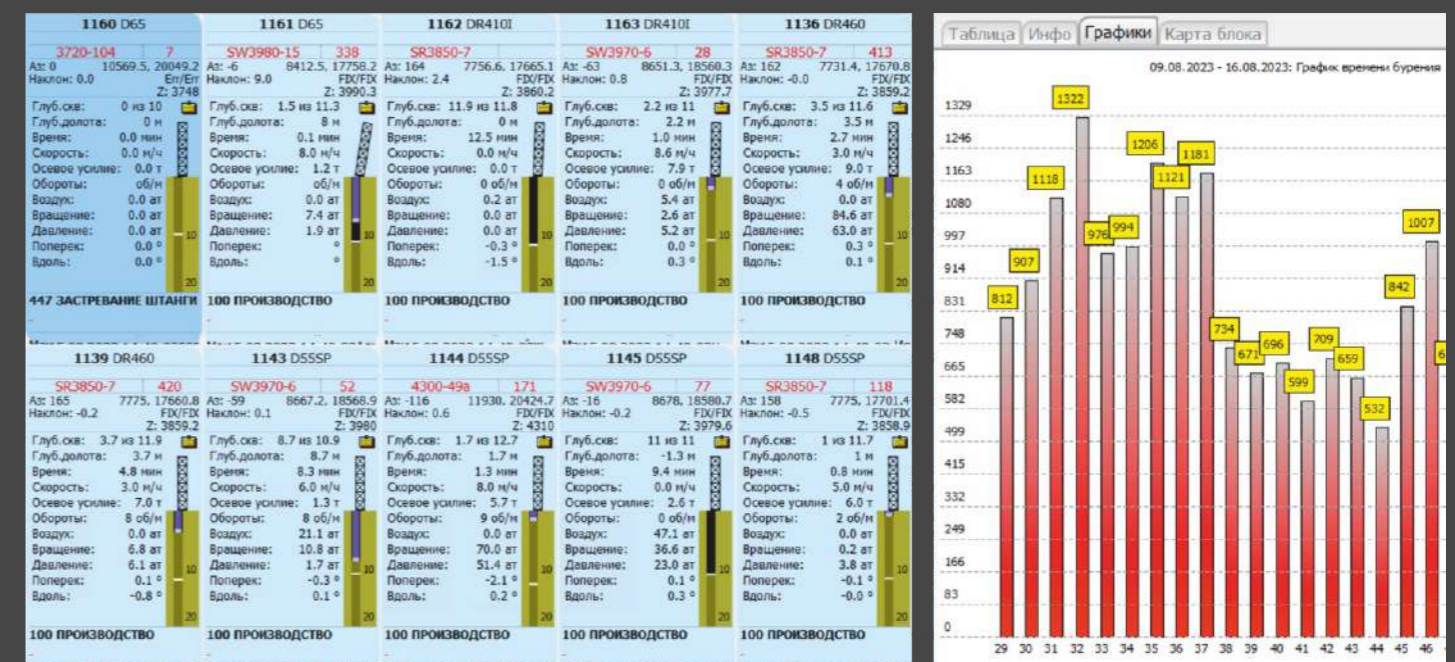 1160 D65
3720-104 7
Аз: 0 10569.5, 20049.2
Наклон: 0.0 Err/Err
Z: 3748
Глуб.скв: 0 из 10
Глуб.долота: 0 м
Время: 0.0 мин
Скорость: 0.0 м/ч
Осевое усилие: 0.0 т
Обороты: об/м
Воздух: 0.0 ат
Вращение: 0.0 ат
Давление: 0.0 ат
10
Поперек: 0.0 °
Вдоль: 0.0 °
20
447 ЗАСТРЕВАНИЕ ШТАНГИ
1161 D65
SW3980-15 338
Аз: -6 8412.5, 17758.2
Наклон: 9.0 FIX/FIX
Z: 3990.3
Глуб.скв: 1.5 из 11.3
Глуб.долота: 8 м
Время: 0.1 мин
Скорость: 8.0 м/ч
Осевое усилие: 1.2 т
Обороты: об/м
Воздух: 0.0 ат
Вращение: 7.4 ат
Давление: 1.9 ат
10
Поперек: °
Вдоль: °
20
100 ПРОИЗВОДСТВО
1162 DR410I
SR3850-7
Аз: 164 7756.6, 17665.1
Наклон: 2.4 FIX/FIX
Z: 3860.2
Глуб.скв: 11.9 из 11.8
Глуб.долота: 0 м
Время: 12.5 мин
Скорость: 0.0 м/ч
Осевое усилие: 0.0 т
Обороты: 0 об/м
Воздух: 0.2 ат
Вращение: 0.0 ат
Давление: 0.0 ат
10
Поперек: -0.3 °
Вдоль: -1.5 °
20
100 ПРОИЗВОДСТВО
1163 DR410I
SW3970-6 28
Аз: -63 8651.3, 18560.3
Наклон: 0.8 FIX/FIX
Z: 3977.7
Глуб.скв: 2.2 из 11
Глуб.долота: 2.2 м
Время: 1.0 мин
Скорость: 8.6 м/ч
Осевое усилие: 7.9 т
Обороты: 0 об/м
Воздух: 5.4 ат
Вращение: 2.6 ат
Давление: 5.2 ат
10
Поперек: 0.0 °
Вдоль: 0.3 °
20
100 ПРОИЗВОДСТВО
1136 DR460
SR3850-7 413
Аз: 162 7731.4, 17670.8
Наклон: -0.0 FIX/FIX
Z: 3859.2
Глуб.скв: 3.5 из 11.6
Глуб.долота: 3.5 м
Время: 2.7 мин
Скорость: 3.0 м/ч
Осевое усилие: 9.0 т
Обороты: 4 об/м
Воздух: 0.0 ат
Вращение: 84.6 ат
Давление: 63.0 ат
10
Поперек: 0.3 °
Вдоль: 0.1 °
20
100 ПРОИЗВОДСТВО
1139 DR460
SR3850-7 420
Аз: 165 7775, 17660.8
Наклон: -0.2 FIX/FIX
Z: 3859.2
Глуб.скв: 3.7 из 11.9
Глуб.долота: 3.7 м
Время: 4.8 мин
Скорость: 3.0 м/ч
Осевое усилие: 7.0 т
Обороты: 8 об/м
Воздух: 0.0 ат
Вращение: 6.8 ат
Давление: 6.1 ат
10
Поперек: 0.1 °
Вдоль: -0.8 °
20
100 ПРОИЗВОДСТВО
1143 D55SP
SW3970-6 52
Аз: -59 8667.2, 18568.9
Наклон: 0.1 FIX/FIX
Z: 3980
Глуб.скв: 8.7 из 10.9
Глуб.долота: 8.7 м
Время: 8.3 мин
Скорость: 6.0 м/ч
Осевое усилие: 1.3 т
Обороты: 8 об/м
Воздух: 21.1 ат
Вращение: 10.8 ат
Давление: 1.7 ат
10
Поперек: -0.3 °
Вдоль: 0.1 °
20
100 ПРОИЗВОДСТВО
1144 D55SP
4300-49а 171
Аз: -116 11930, 20424.7
Наклон: 0.6 FIX/FIX
Z: 4310
Глуб.скв: 1.7 из 12.7
Глуб.долота: 1.7 м
Время: 1.3 мин
Скорость: 8.0 м/ч
Осевое усилие: 5.7 т
Обороты: 9 об/м
Воздух: 0.0 ат
Вращение: 70.0 ат
Давление: 51.4 ат
10
Поперек: -2.1 °
Вдоль: 0.2 °
20
100 ПРОИЗВОДСТВО
1145 D55SP
SW3970-6 77
Аз: -16 8678, 18580.7
Наклон: -0.2 FIX/FIX
Z: 3979.6
Глуб.скв: 11 из 11
Глуб.долота: -1.3 м
Время: 9.4 мин
Скорость: 0.0 м/ч
Осевое усилие: 2.6 т
Обороты: 0 об/м
Воздух: 47.1 ат
Вращение: 36.6 ат
Давление: 23.0 ат
10
Поперек: 0.1 °
Вдоль: 0.3 °
20
100 ПРОИЗВОДСТВО
1148 D55SP
SR3850-7 118
Аз: 158 7775, 17701.4
Наклон: -0.5 FIX/FIX
Z: 3858.9
Глуб.скв: 1 из 11.7
Глуб.долота: 1 м
Время: 0.8 мин
Скорость: 5.0 м/ч
Осевое усилие: 6.0 т
Обороты: 2 об/м
Воздух: 0.0 ат
Вращение: 0.2 ат
Давление: 3.8 ат
10
Поперек: -0.1 °
Вдоль: -0.0 °
20
100 ПРОИЗВОДСТВО
Таблица Инфо Графики Карта блока
09.08.2023 - 16.08.2023: График времени бурения
1329
1246
1163
1080
997
914
831
748
665
582
499
415
332
249
166
83
0
812 907 1118 1322 976 994 1206 1121 1181 734 671 696 599 709 659 532 842 1007
29 30 31 32 33 34 35 36 37 38 39 40 41 42 43 44 45 46